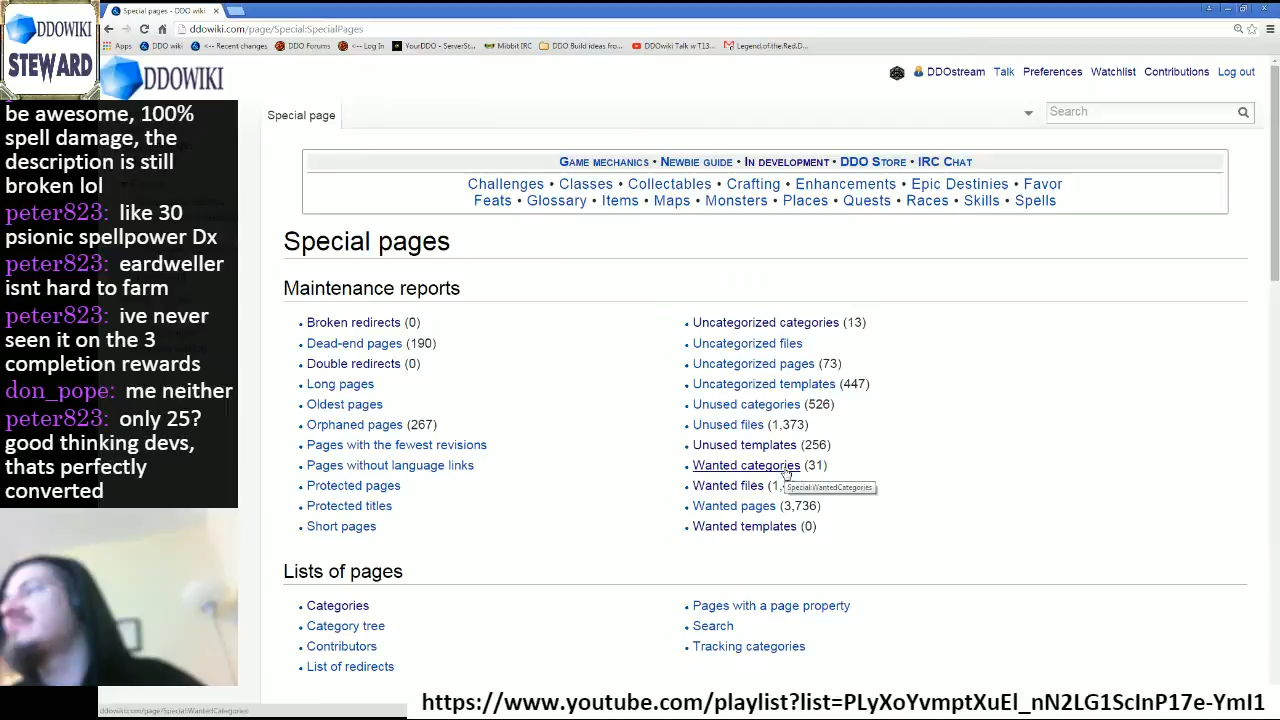 DDOWIKI
STEWARD
be awesome, 100%
spell damage, the
description is still
broken lol
peter823: like 30
psionic spellpower Dx
peter823: eardweller
isnt hard to farm
peter823: ive never
seen it on the 3
completion rewards
don_pope: me neither
peter823: only 25?
good thinking devs,
thats perfectly
converted
Special pages - DDO wiki
ddowiki.com/page/Special:SpecialPages
Apps DDO wiki <- Recent changes DDO Forums <-- Log In YourDDO - ServerSt... Mibbit IRC DDO Build ideas from... DDOwiki Talk w T13... Legend.of.the.Red...
DDOWIKI
DDOstream Talk Preferences Watchlist Contributions Log out
Special page
Search
Game mechanics • Newbie guide • In development • DDO Store • IRC Chat
Challenges • Classes • Collectables • Crafting • Enhancements • Epic Destinies • Favor
Feats • Glossary • Items • Maps • Monsters • Places • Quests • Races • Skills • Spells
Special pages
Maintenance reports
Broken redirects (0)
Dead-end pages (190)
Double redirects (0)
Long pages
Oldest pages
Orphaned pages (267)
Pages with the fewest revisions
Pages without language links
Protected pages
Protected titles
Short pages
Uncategorized categories (13)
Uncategorized files
Uncategorized pages (73)
Uncategorized templates (447)
Unused categories (526)
Unused files (1,373)
Unused templates (256)
Wanted categories (31)
Wanted files (1,
Special:WantedCategories
Wanted pages (3,736)
Wanted templates (0)
Lists of pages
Categories
Category tree
Contributors
List of redirects
Pages with a page property
Search
Tracking categories
ddowiki.com/page/Special:WantedCategories
https://www.youtube.com/playlist?list=PLyXoYvmptXuEl_nN2LG1ScInP17e-YmI1